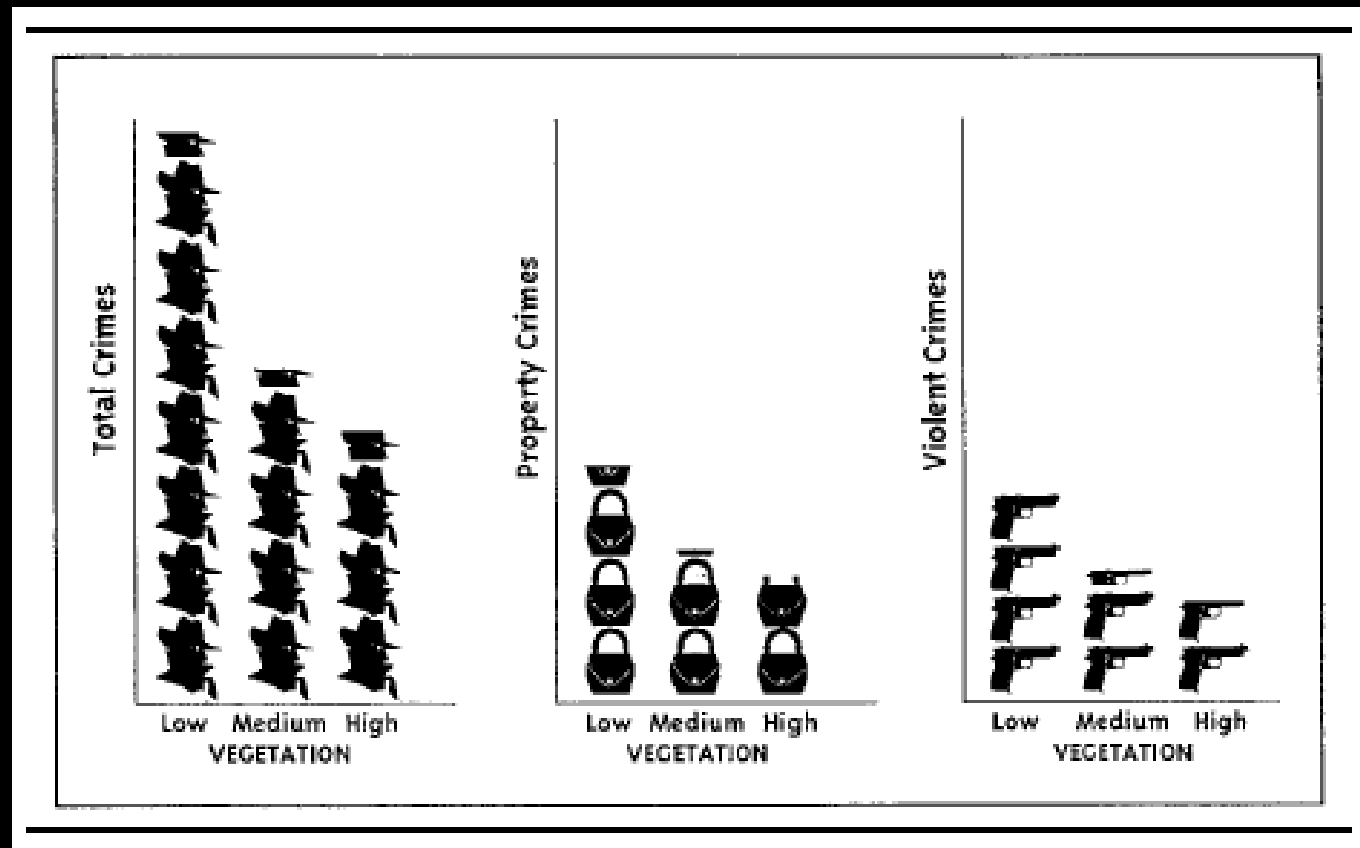 Total Crimes
Low Medium High
VEGETATION
Property Crimes
Low Medium High
VEGETATION
Violent Crimes
Low Medium High
VEGETATION